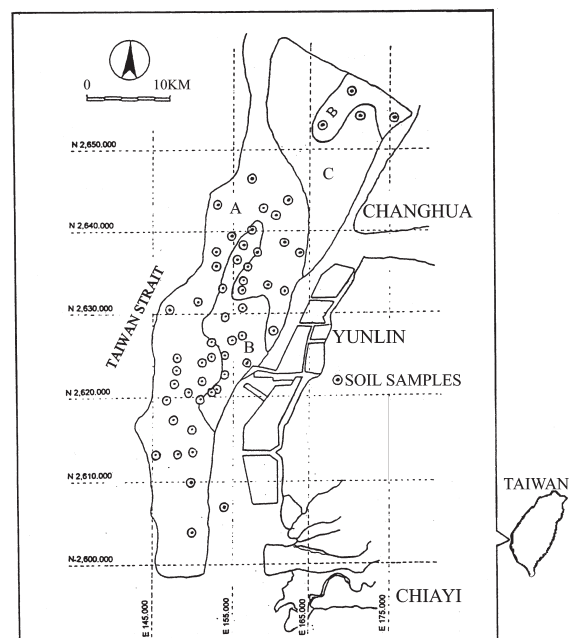 0 10KM
B
N 2,650.000
C
A
CHANGHUA
N 2,640.000
TAIWAN STRAIT
N 2,630.000
YUNLIN
B
SOIL SAMPLES
N 2,620.000
N 2,610.000
TAIWAN
N 2,600.000
CHIAYI
E 145.000
E 155.000
E 165.000
E 175.000